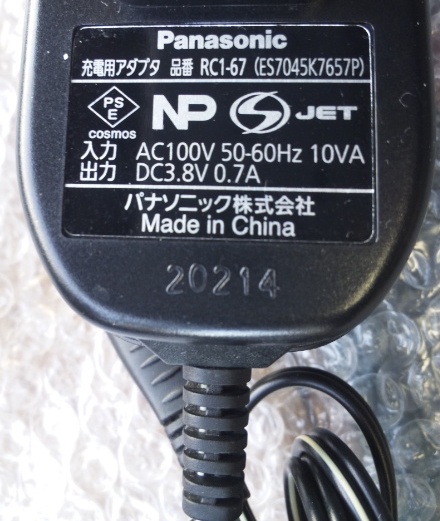 Panasonic
充電用アダプタ 品番 RC1-67 (ES7045K7657P)
PS
E
cosmos
NP
JET
入力 AC100V 50-60Hz 10VA
出力 DC3.8V 0.7A
パナソニック株式会社
Made in China
20214